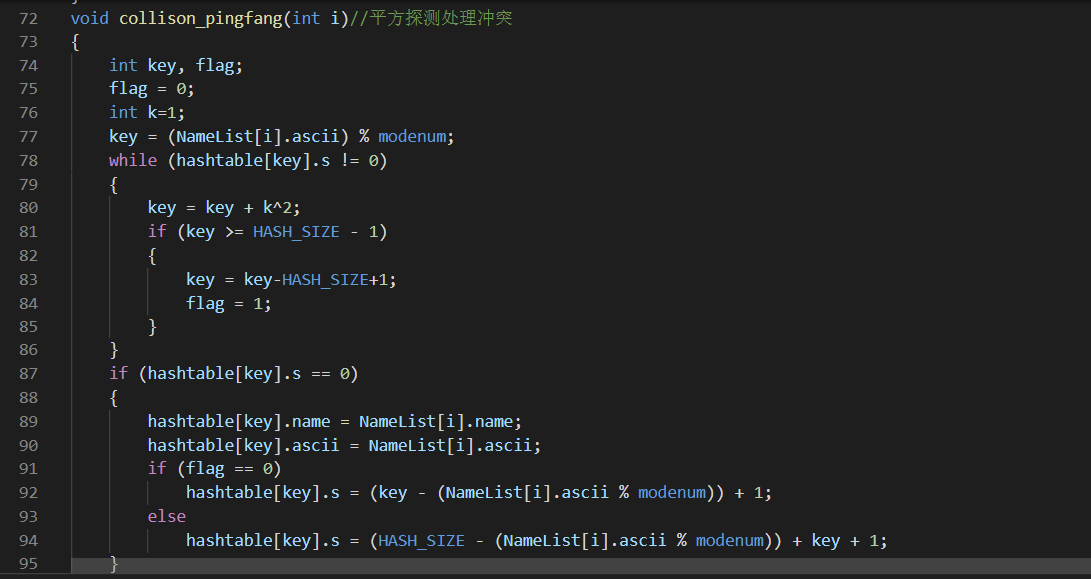 72 void collison_pingfang(int i)//平方探测处理冲突
73 {
74 int key, flag;
75 flag = 0;
76 int k=1;
77 key = (NameList[i].ascii) % modenum;
78 while (hashtable[key].s != 0)
79 {
80 key = key + k^2;
81 if (key >= HASH_SIZE - 1)
82 {
83 key = key-HASH_SIZE+1;
84 flag = 1;
85 }
86 }
87 if (hashtable[key].s == 0)
88 {
89 hashtable[key].name = NameList[i].name;
90 hashtable[key].ascii = NameList[i].ascii;
91 if (flag == 0)
92 hashtable[key].s = (key - (NameList[i].ascii % modenum)) + 1;
93 else
94 hashtable[key].s = (HASH_SIZE - (NameList[i].ascii % modenum)) + key + 1;
95 }